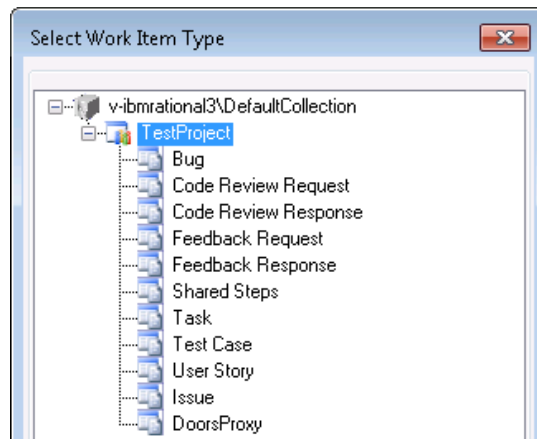 Select Work Item Type
v-ibmrational3\DefaultCollection
TestProject
Bug
Code Review Request
Code Review Response
Feedback Request
Feedback Response
Shared Steps
Task
Test Case
User Story
Issue
DoorsProxy